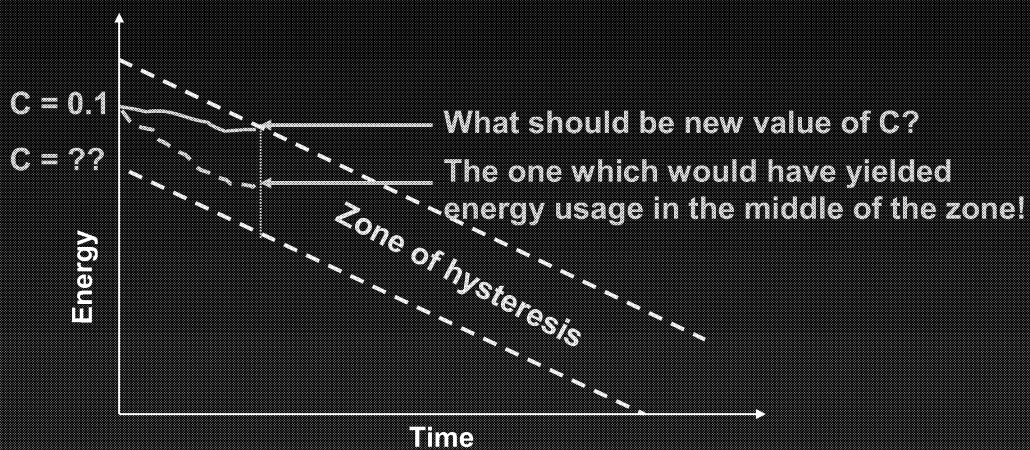 C = 0.1
What should be new value of C?
C = ??
The one which would have yielded
energy usage in the middle of the zone!
Zone of hysteresis
Energy
Time